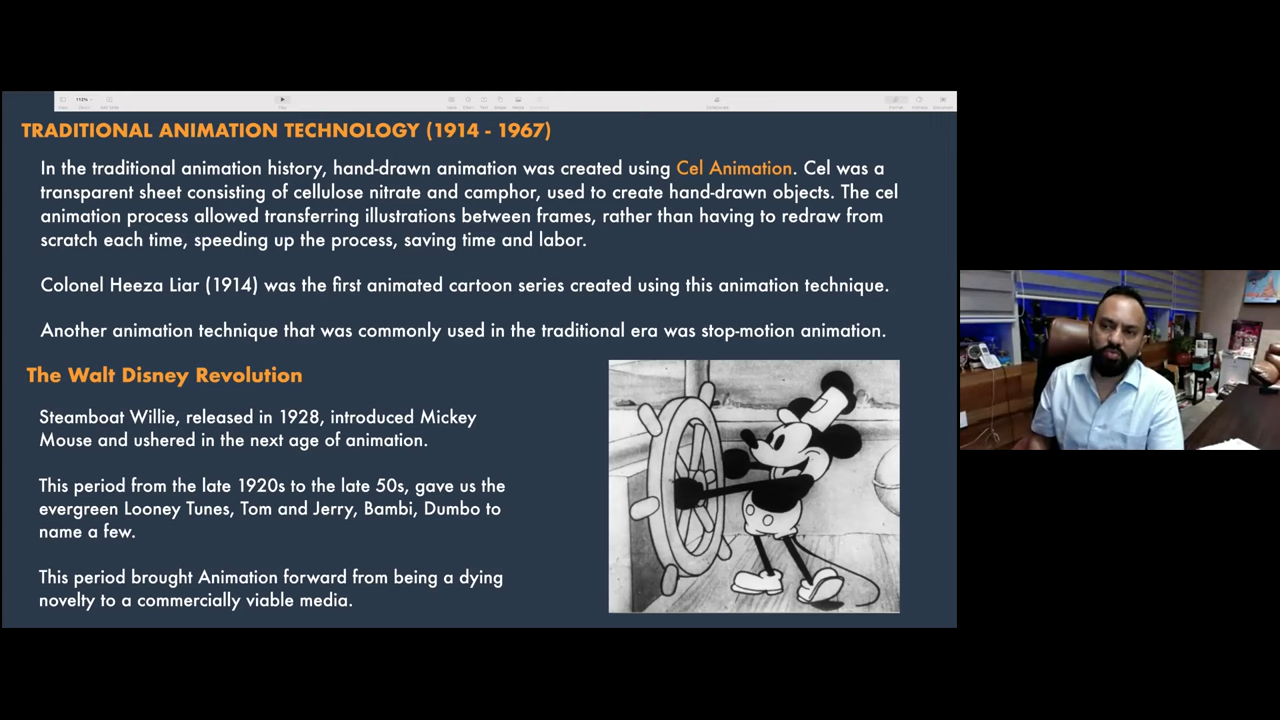 113%
TRADITIONAL ANIMATION TECHNOLOGY (1914 - 1967)
In the traditional animation history, hand-drawn animation was created using Cel Animation. Cel was a
transparent sheet consisting of cellulose nitrate and camphor, used to create hand-drawn objects. The cel
animation process allowed transferring illustrations between frames, rather than having to redraw from
scratch each time, speeding up the process, saving time and labor.
Colonel Heeza Liar (1914) was the first animated cartoon series created using this animation technique.
Another animation technique that was commonly used in the traditional era was stop-motion animation.
The Walt Disney Revolution
Steamboat Willie, released in 1928, introduced Mickey
Mouse and ushered in the next age of animation.
This period from the late 1920s to the late 50s, gave us the
evergreen Looney Tunes, Tom and Jerry, Bambi, Dumbo to
name a few.
This period brought Animation forward from being a dying
novelty to a commercially viable media.